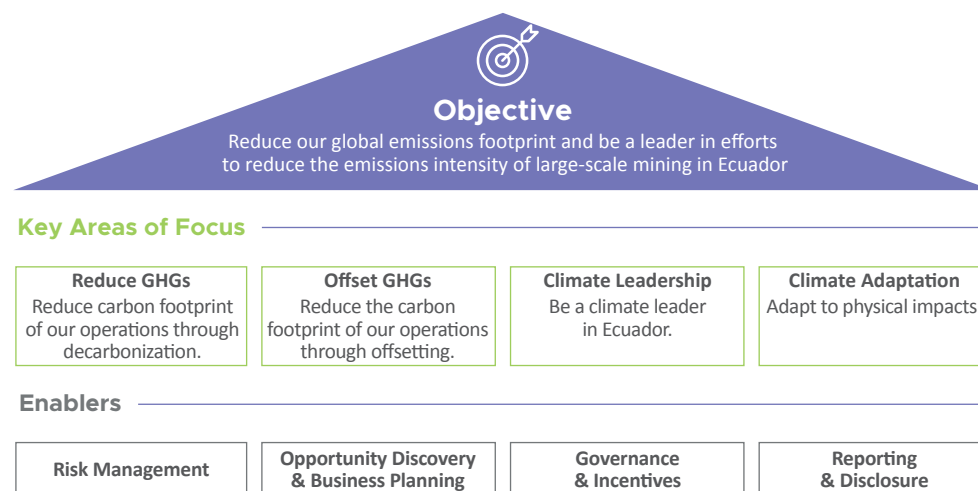 Objective
Reduce our global emissions footprint and be a leader in efforts
to reduce the emissions intensity of large-scale mining in Ecuador
Key Areas of Focus
Reduce GHGs
Reduce carbon footprint
of our operations through
decarbonization.
Offset GHGs
Reduce the carbon
footprint of our operations
through offsetting.
Climate Leadership
Be a climate leader
in Ecuador.
Climate Adaptation
Adapt to physical impacts
Enablers
Risk Management
Opportunity Discovery
& Business Planning
Governance
& Incentives
Reporting
& Disclosure